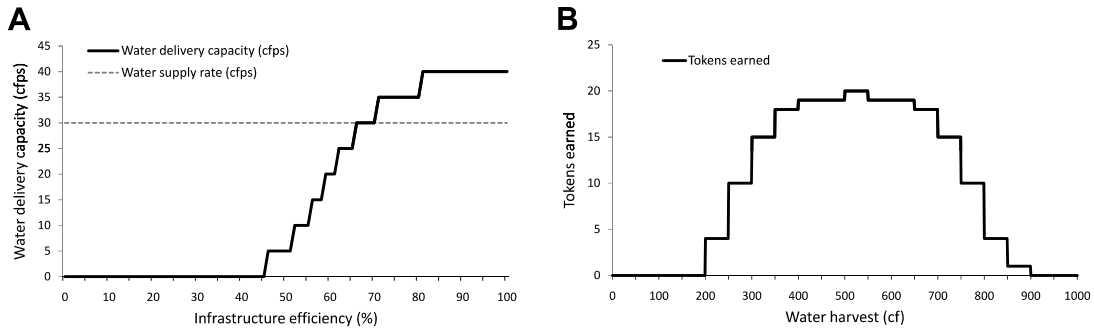 A
Water delivery capacity (cfps)
45
40
35
30
25
20
15
10
5
0
Water delivery capacity (cfps)
Water supply rate (cfps)
0 10 20 30 40 50 60 70 80 90 100
Infrastructure efficiency (%)
B
Tokens earned
25
20
15
10
5
0
Tokens earned
0 100 200 300 400 500 600 700 800 900 1000
Water harvest (cf)